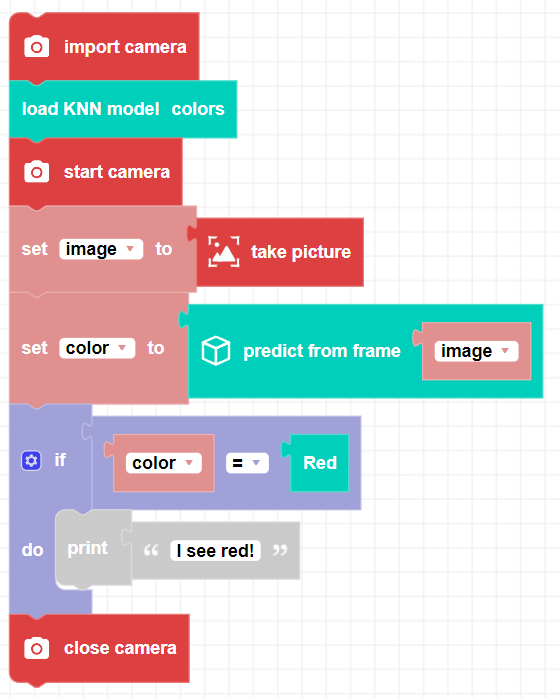 import camera
load KNN model colors
start camera
set image to take picture
set color to predict from frame image
if color = Red
do print “ I see red! ”
close camera